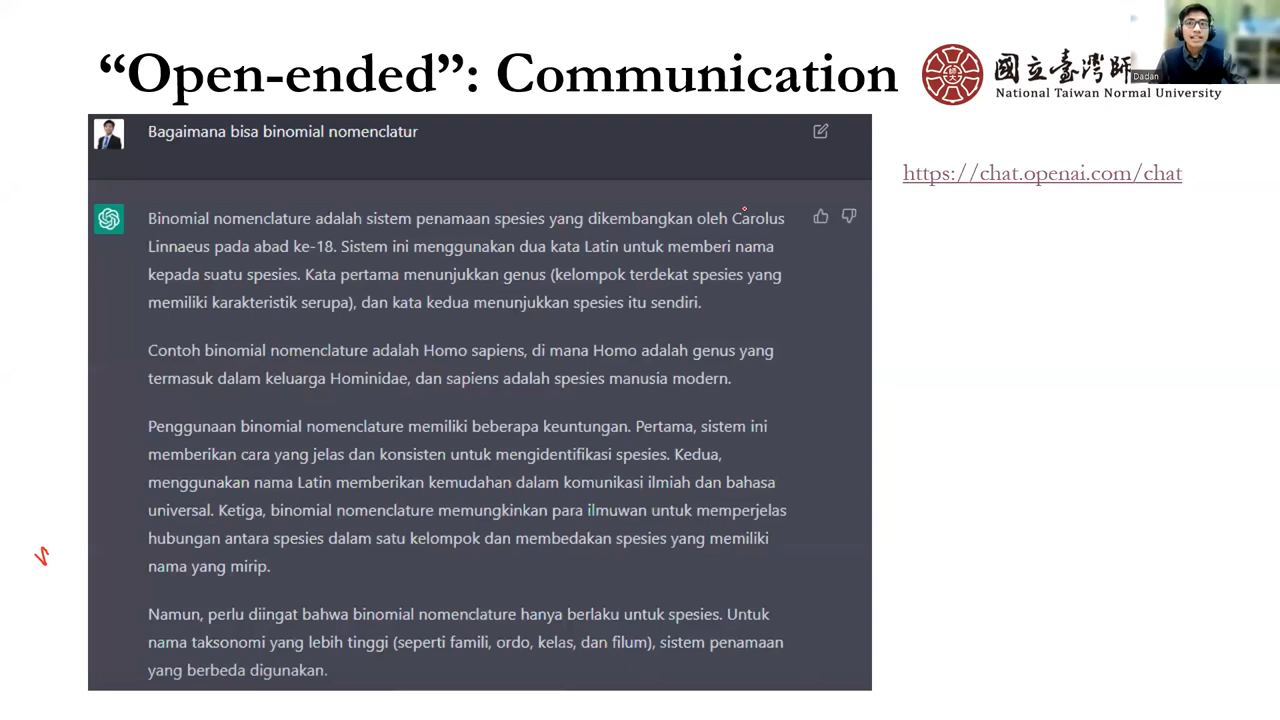 “Open-ended”: Communication
國立臺灣師
National Taiwan Normal University
Dadan
Bagaimana bisa binomial nomenclatur
https://chat.openai.com/chat
Binomial nomenclature adalah sistem penamaan spesies yang dikembangkan oleh Carolus
Linnaeus pada abad ke-18. Sistem ini menggunakan dua kata Latin untuk memberi nama
kepada suatu spesies. Kata pertama menunjukkan genus (kelompok terdekat spesies yang
memiliki karakteristik serupa), dan kata kedua menunjukkan spesies itu sendiri.
Contoh binomial nomenclature adalah Homo sapiens, di mana Homo adalah genus yang
termasuk dalam keluarga Hominidae, dan sapiens adalah spesies manusia modern.
Penggunaan binomial nomenclature memiliki beberapa keuntungan. Pertama, sistem ini
memberikan cara yang jelas dan konsisten untuk mengidentifikasi spesies. Kedua,
menggunakan nama Latin memberikan kemudahan dalam komunikasi ilmiah dan bahasa
universal. Ketiga, binomial nomenclature memungkinkan para ilmuwan untuk memperjelas
hubungan antara spesies dalam satu kelompok dan membedakan spesies yang memiliki
nama yang mirip.
Namun, perlu diingat bahwa binomial nomenclature hanya berlaku untuk spesies. Untuk
nama taksonomi yang lebih tinggi (seperti famili, ordo, kelas, dan filum), sistem penamaan
yang berbeda digunakan.